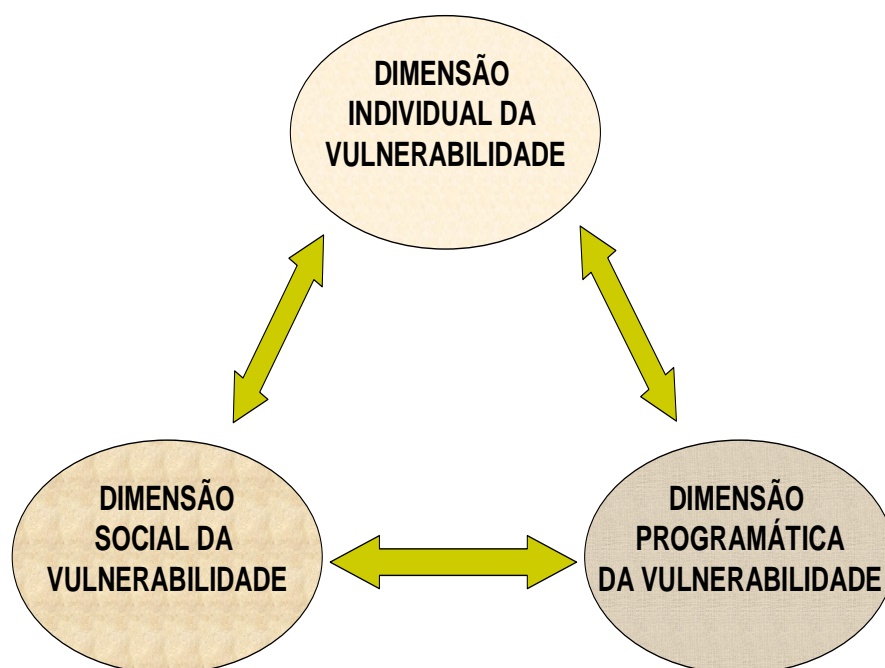 DIMENSÃO
INDIVIDUAL DA
VULNERABILIDADE
DIMENSÃO
SOCIAL DA
VULNERABILIDADE
DIMENSÃO
PROGRAMÁTICA
DA VULNERABILIDADE